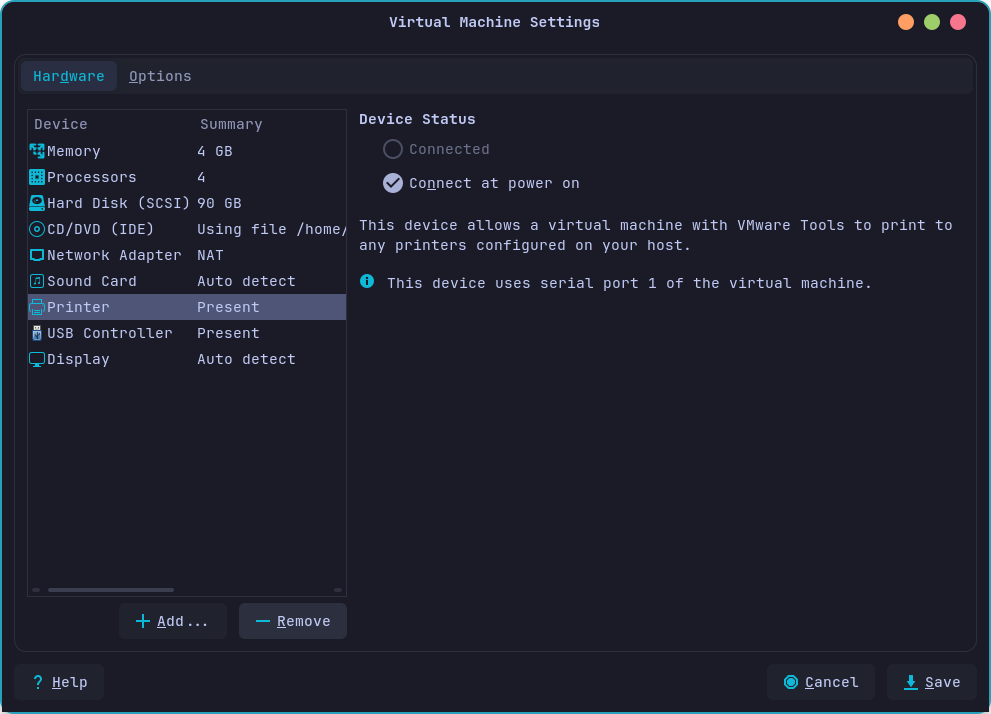 Virtual Machine Settings
Hardware Options
Device Summary
Memory 4 GB
Processors 4
Hard Disk (SCSI) 90 GB
CD/DVD (IDE) Using file /home/
Network Adapter NAT
Sound Card Auto detect
Printer Present
USB Controller Present
Display Auto detect
Add...
Remove
Device Status
Connected
Connect at power on
This device allows a virtual machine with VMware Tools to print to
any printers configured on your host.
This device uses serial port 1 of the virtual machine.
? Help
Cancel
Save